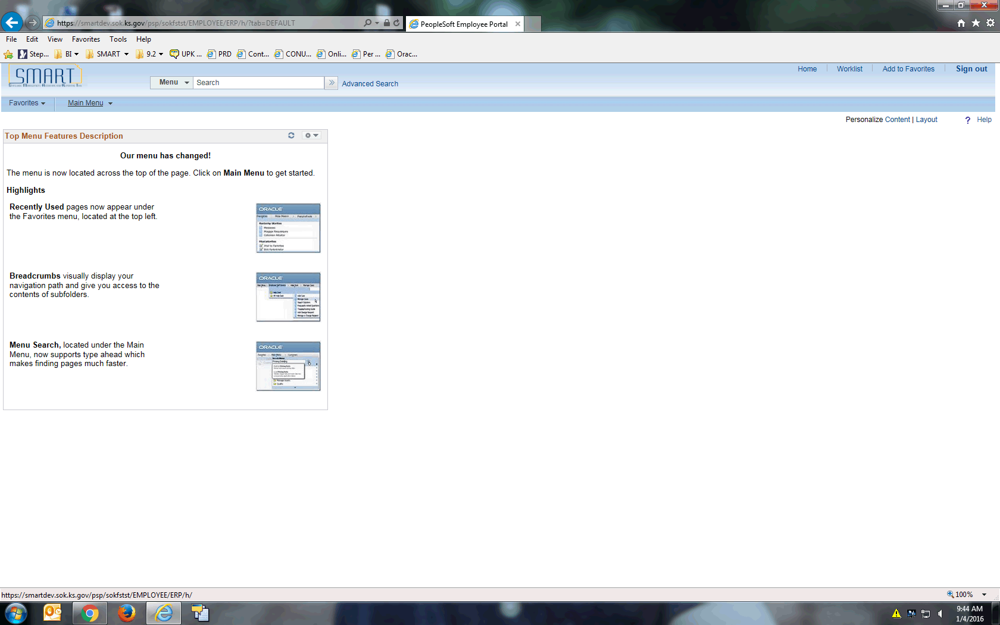 https://smartdev.sok.ks.gov/psp/sokfstst/EMPLOYEE/ERP/h/?tab=DEFAULT
PeopleSoft Employee Portal
File Edit View Favorites Tools Help
Step... BI SMART 9.2 UPK ... PRD Cont... CONU... Onli... Per ... Orac...
SMART
Menu Search Advanced Search
Home Worklist Add to Favorites Sign out
Favorites Main Menu
Personalize Content | Layout ? Help
Top Menu Features Description
Our menu has changed!
The menu is now located across the top of the page. Click on Main Menu to get started.
Highlights
Recently Used pages now appear under
the Favorites menu, located at the top left.
ORACLE
Breadcrumbs visually display your
navigation path and give you access to the
contents of subfolders.
ORACLE
Menu Search, located under the Main
Menu, now supports type ahead which
makes finding pages much faster.
ORACLE
https://smartdev.sok.ks.gov/psp/sokfstst/EMPLOYEE/ERP/h/
100%
9:44 AM
1/4/2016